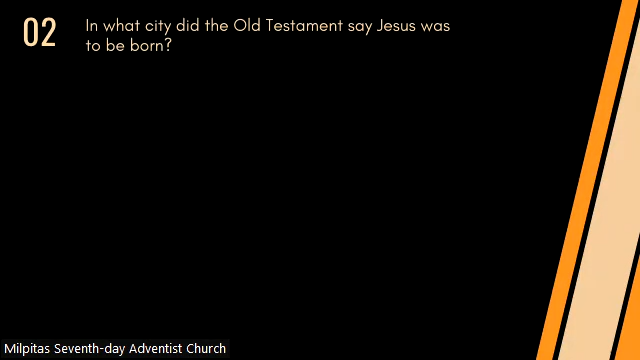 02
In what city did the Old Testament say Jesus was
to be born?
Milpitas Seventh-day Adventist Church